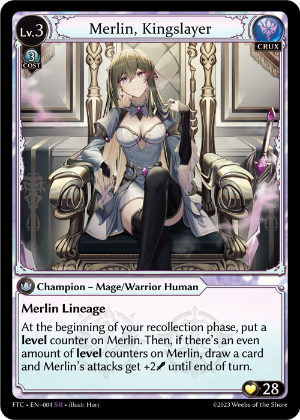 Lv.3
Merlin, Kingslayer
CRUX
3
COST
Champion – Mage/Warrior Human
Merlin Lineage
At the beginning of your recollection phase, put a
level counter on Merlin. Then, if there's an even
amount of level counters on Merlin, draw a card
and Merlin's attacks get +2 until end of turn.
28
FTC • EN–004 SR • illust: Hori
©2023 Weebs of the Shore